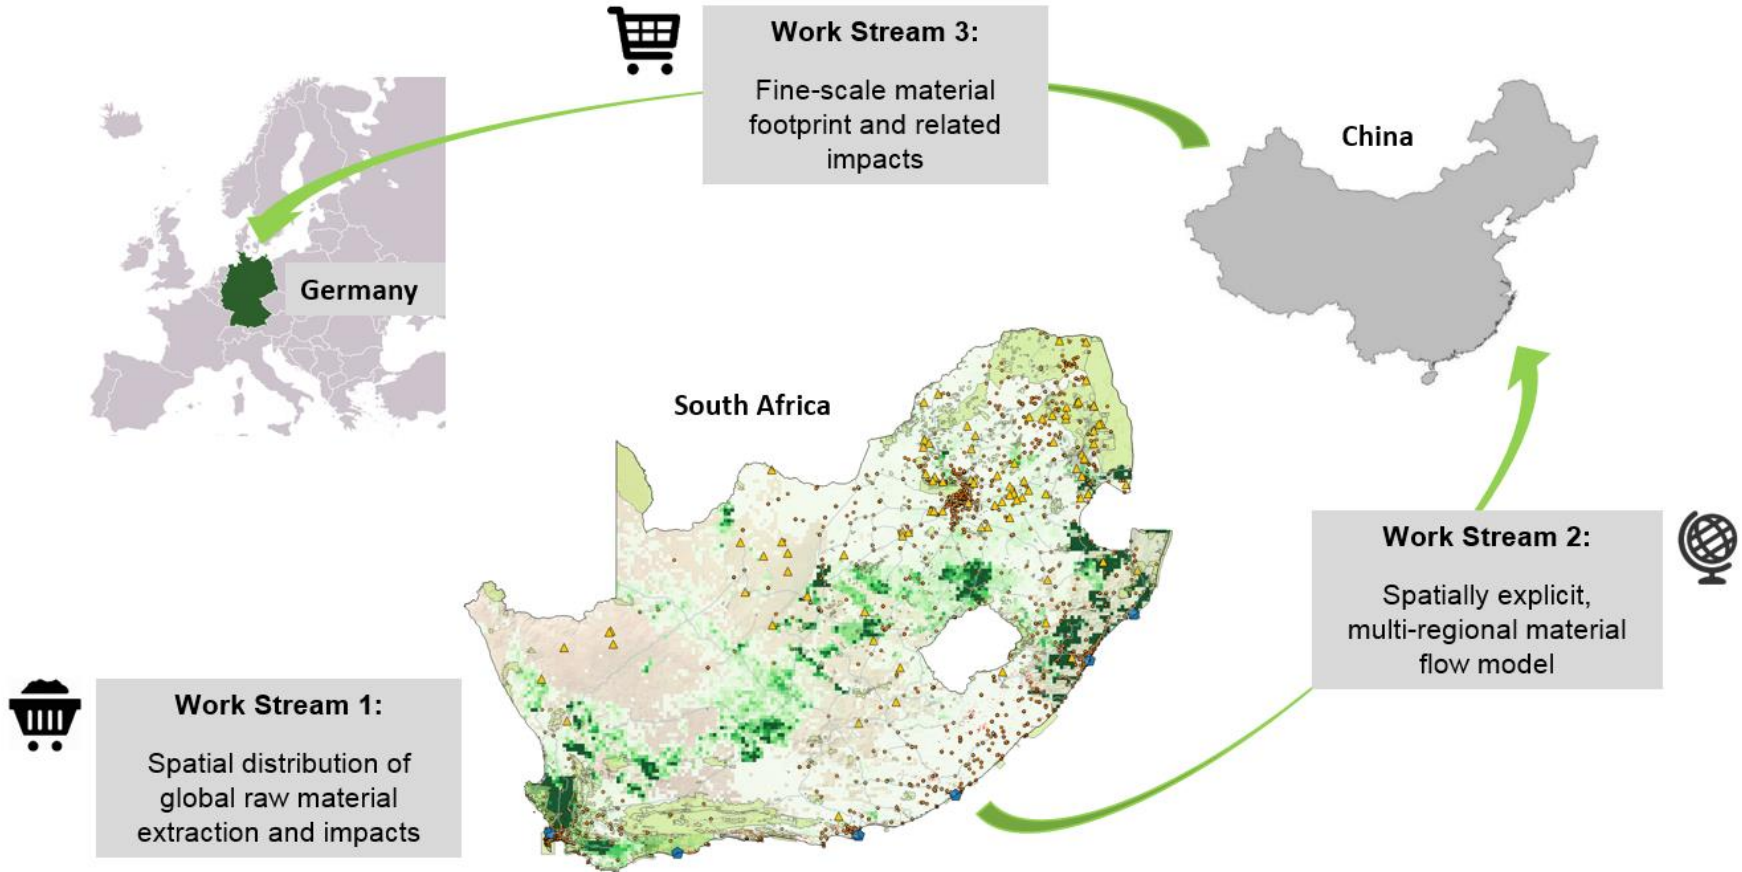 Work Stream 3:
Fine-scale material
footprint and related
impacts
China
Germany
South Africa
Work Stream 2:
Spatially explicit,
multi-regional material
flow model
Work Stream 1:
Spatial distribution of
global raw material
extraction and impacts